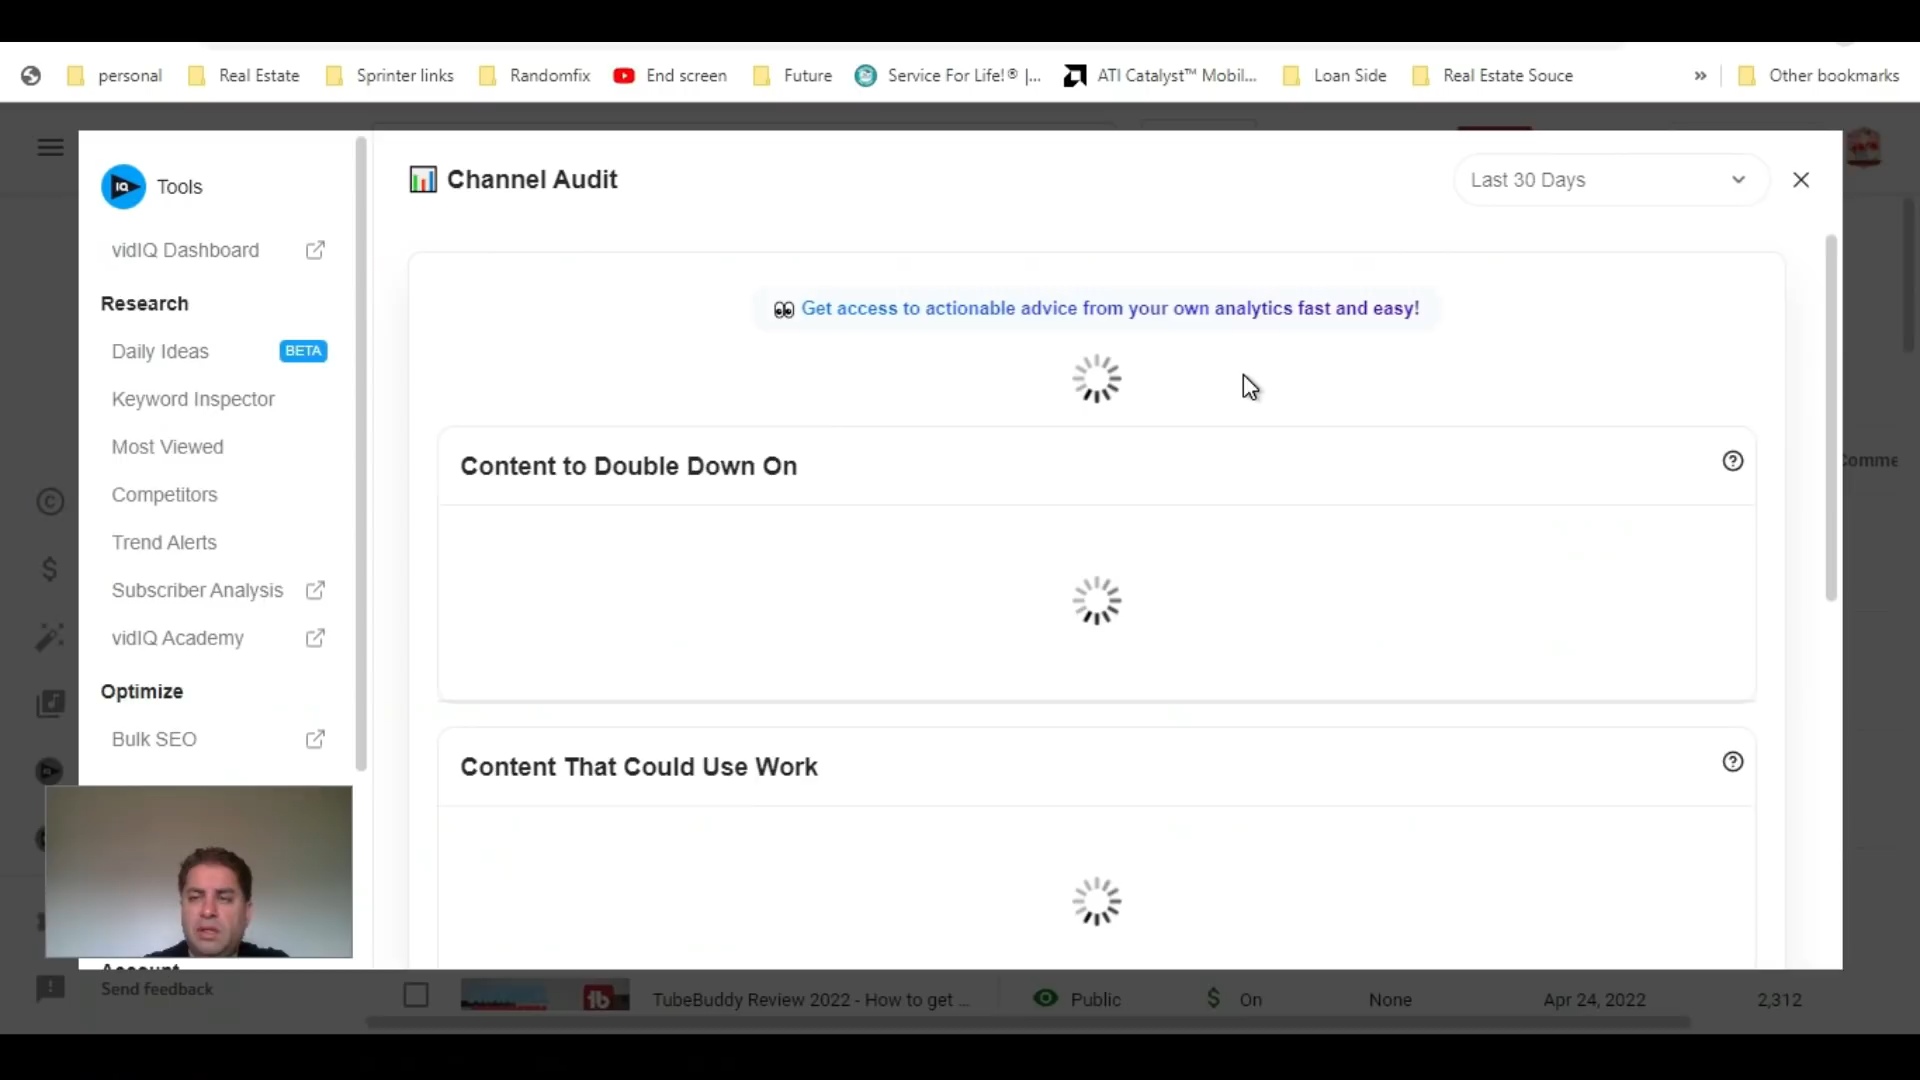 personal
Real Estate
Sprinter links
Randomfix
End screen
Future
Service For Life!® |...
ATI Catalyst™ Mobil...
Loan Side
Real Estate Souce
»
Other bookmarks
IQ
Tools
Channel Audit
Last 30 Days
vidIQ Dashboard
Research
Daily Ideas
BETA
Keyword Inspector
Most Viewed
Competitors
Trend Alerts
Subscriber Analysis
vidIQ Academy
Optimize
Bulk SEO
Get access to actionable advice from your own analytics fast and easy!
Content to Double Down On
Content That Could Use Work
Account
Send feedback
TubeBuddy Review 2022 - How to get ...
Public
$ On
None
Apr 24, 2022
2,312